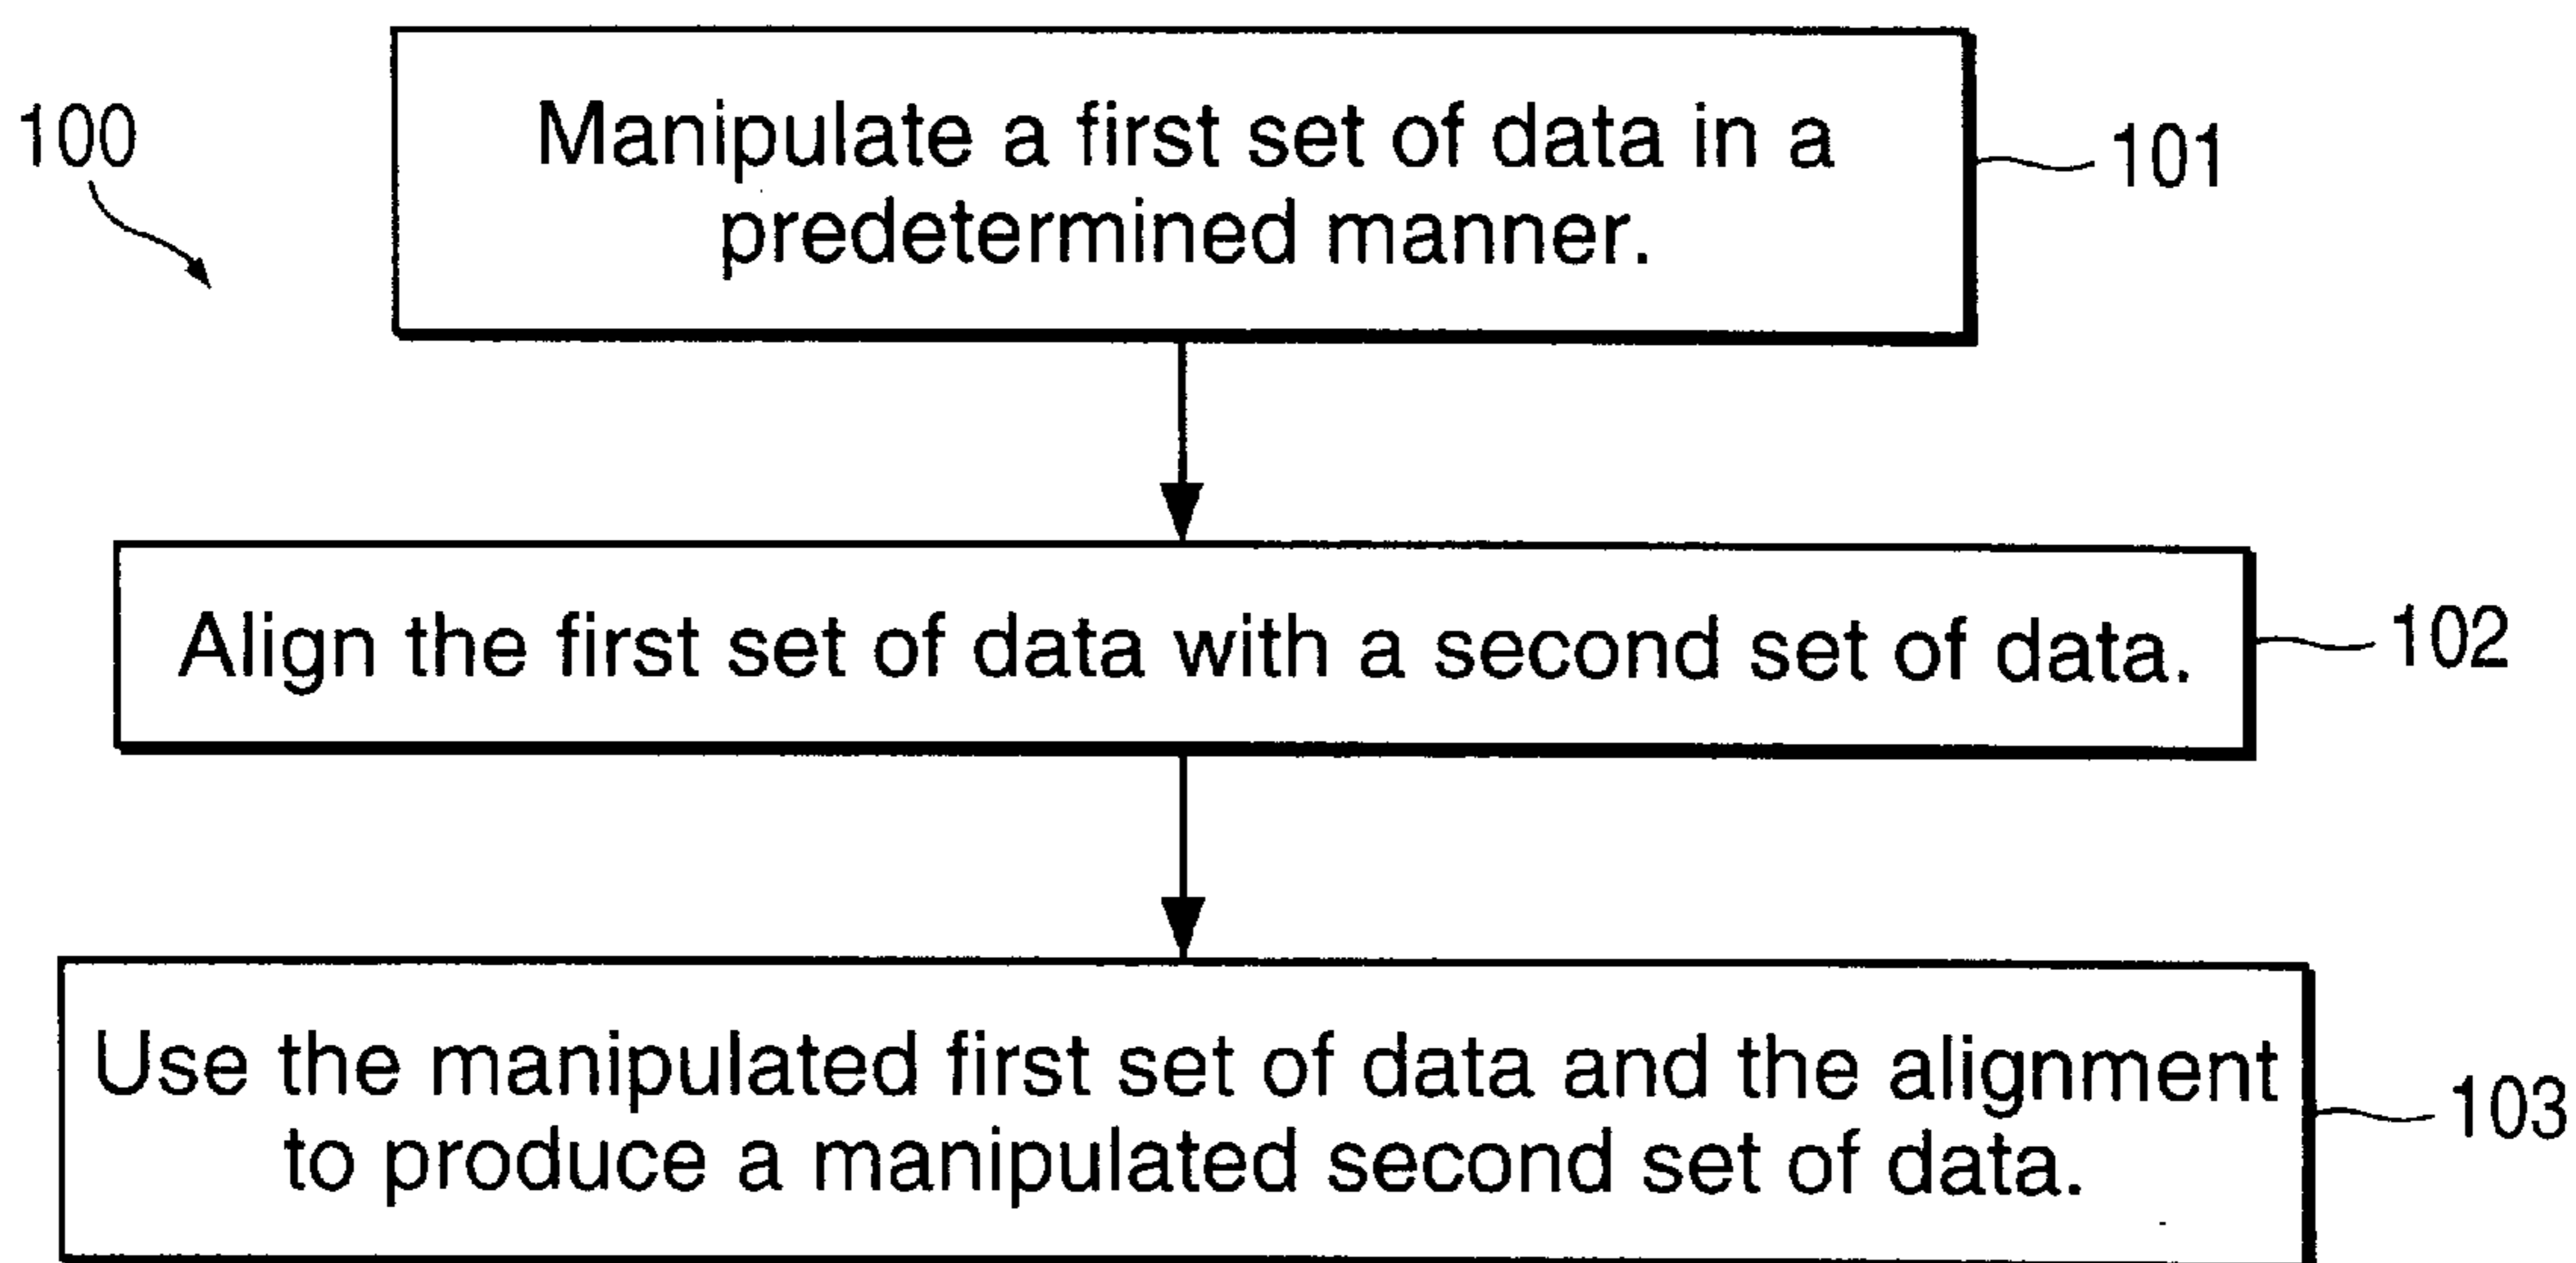 100
Manipulate a first set of data in a
predetermined manner.
101
Align the first set of data with a second set of data.
102
Use the manipulated first set of data and the alignment
to produce a manipulated second set of data.
103